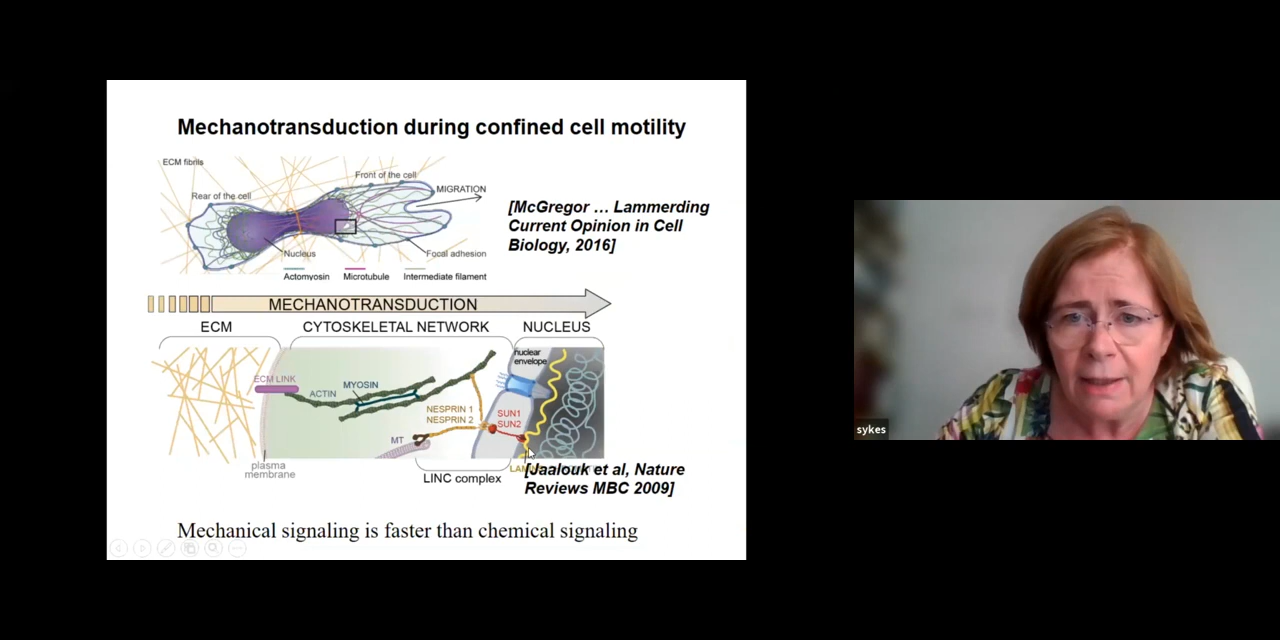 Mechanotransduction during confined cell motility
ECM fibrils
Front of the cell
Rear of the cell
MIGRATION
[McGregor … Lammerding
Current Opinion in Cell
Biology, 2016]
Nucleus
Focal adhesion
Actomyosin
Microtubule
Intermediate filament
MECHANOTRANSDUCTION
ECM
CYTOSKELETAL NETWORK
NUCLEUS
nuclear
envelope
ECM LINK
ACTIN
MYOSIN
NESPRIN 1
NESPRIN 2
SUN1
SUN2
MT
plasma
membrane
LINC complex
[Jaalouk et al, Nature
Reviews MBC 2009]
Mechanical signaling is faster than chemical signaling
sykes